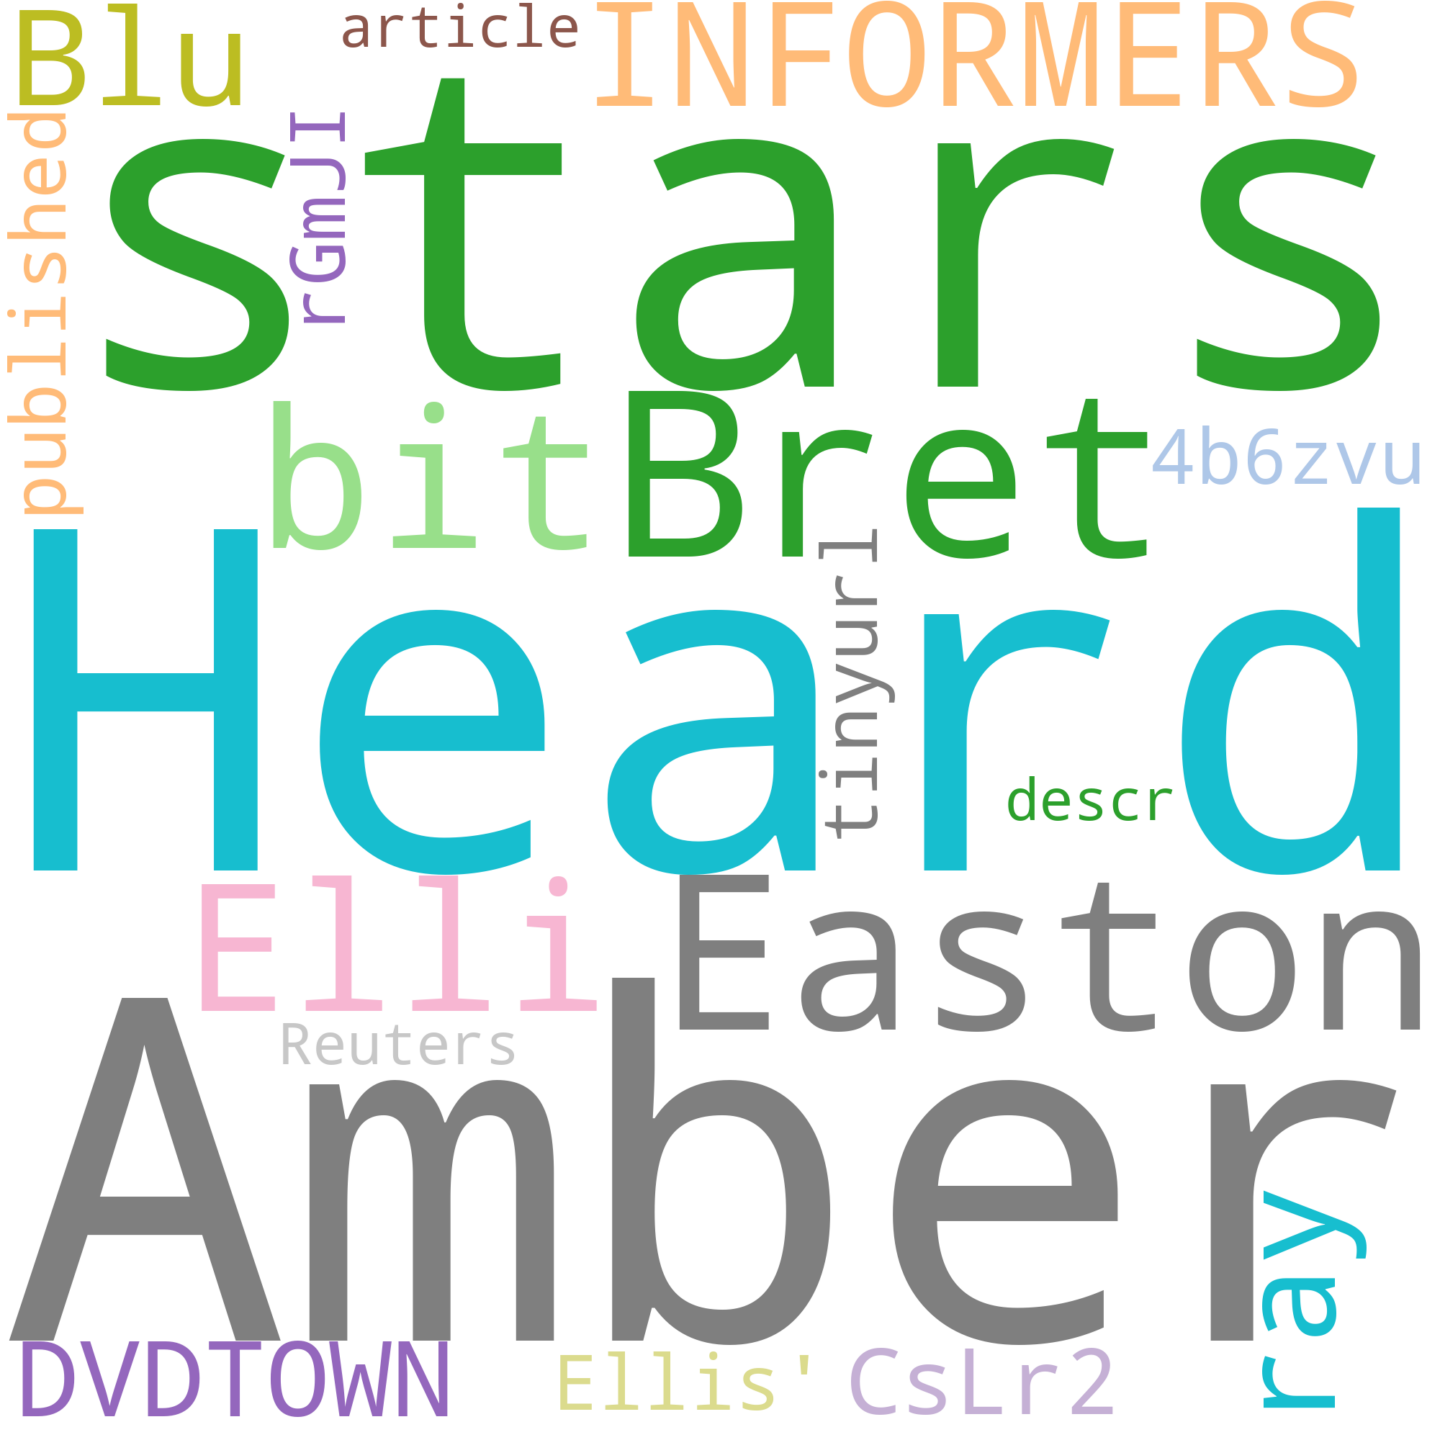 Blu
article
INFORMERS
published
rGmJI
stars
bit
Bret
4b6zvu
Heard
tinyurl
descr
Elli
Easton
Reuters
Amber
ray
DVDTOWN
Ellis'
CsLr2